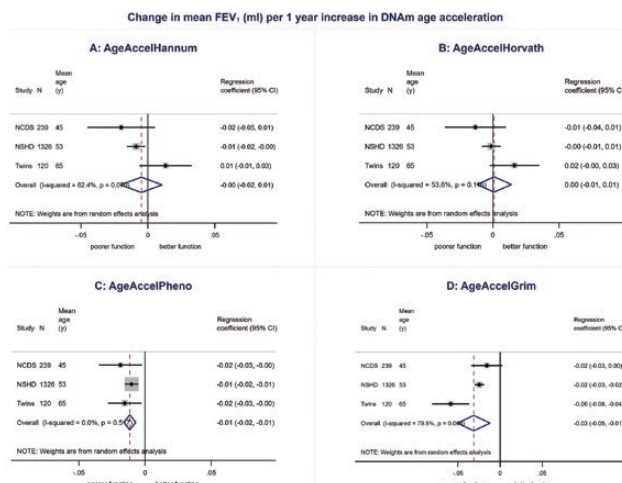 Change in mean FEV₁ (ml) per 1 year increase in DNAm age acceleration
A: AgeAccelHannum
Mean
age
(y)
Study N
Regression
coefficient (95% CI)
NCDS 239 45 -0.02 (-0.05, 0.01)
NSHD 1326 53 -0.01 (-0.02, -0.00)
Twins 120 65 0.01 (-0.01, 0.03)
Overall (I-squared = 62.4%, p = -0.00 (-0.02, 0.01)
NOTE: Weights are from random effects analysis
-.05 0 .05
poorer function better function
B: AgeAccelHorvath
Mean
age
(y)
Study N
Regression
coefficient (95% CI)
NCDS 239 45 -0.01 (-0.04, 0.01)
NSHD 1326 53 -0.00 (-0.01, 0.01)
Twins 120 65 0.02 (-0.00, 0.03)
Overall (I-squared = 53.6%, p = 0.00 (-0.01, 0.01)
NOTE: Weights are from random effects analysis
-.05 0 .05
poorer function better function
C: AgeAccelPheno
Mean
age
(y)
Study N
Regression
coefficient (95% CI)
NCDS 239 45 -0.02 (-0.03, -0.00)
NSHD 1326 53 -0.01 (-0.02, -0.01)
Twins 120 65 -0.02 (-0.03, -0.00)
Overall (I-squared = 0.0%, p = -0.01 (-0.02, -0.01)
NOTE: Weights are from random effects analysis
-.05 0 .05
poorer function better function
D: AgeAccelGrim
Mean
age
(y)
Study N
Regression
coefficient (95% C
NCDS 239 45 -0.02 (-0.03, 0.00)
NSHD 1326 53 -0.02 (-0.03, -0.02)
Twins 120 65 -0.06 (-0.08, -0.04)
Overall (I-squared = 79.5%, p = -0.03 (-0.05, -0.01
NOTE: Weights are from random effects analysis
-.05 0 .05